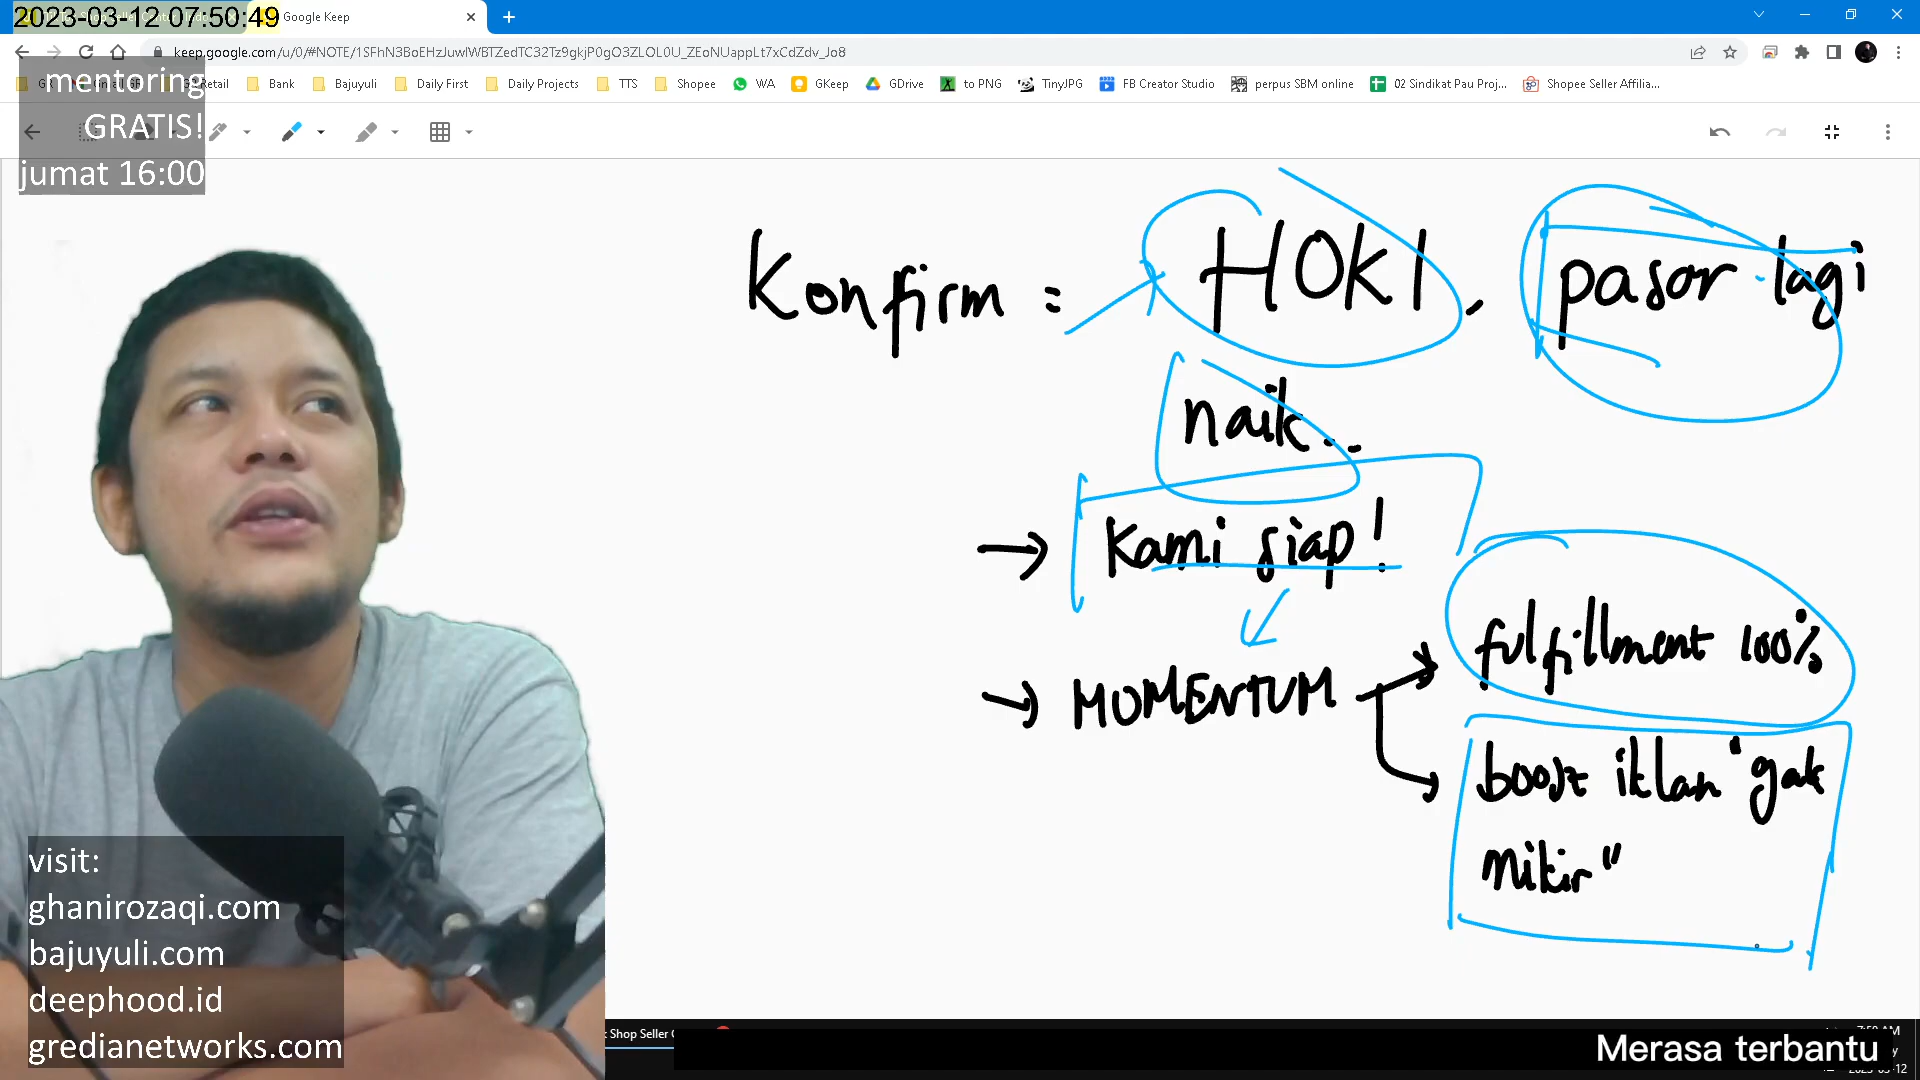 2023-03-12 07:50:49
Google Keep
keep.google.com/u/0/#NOTE/1SFhN3BoEHzJuwIWBTZedTC32Tz9gkjP0gO3ZLOL0U_ZEoNUappLt7xCdZdv_Jo8
Retail
Bank
Bajuyuli
Daily First
Daily Projects
TTS
Shopee
WA
GKeep
GDrive
to PNG
TinyJPG
FB Creator Studio
perpus SBM online
02 Sindikat Pau Proj...
Shopee Seller Affilia...
mentoring
GRATIS!
jumat 16:00
Konfirm = HOKI, pasar lagi
naik..
→ Kami siap!
→ MOMENTUM → fulfillment 100%
→ boost iklan "gak
mikir"
visit:
ghanirozaqi.com
bajuyuli.com
deephood.id
gredianetworks.com
Shop Seller
Merasa terbantu